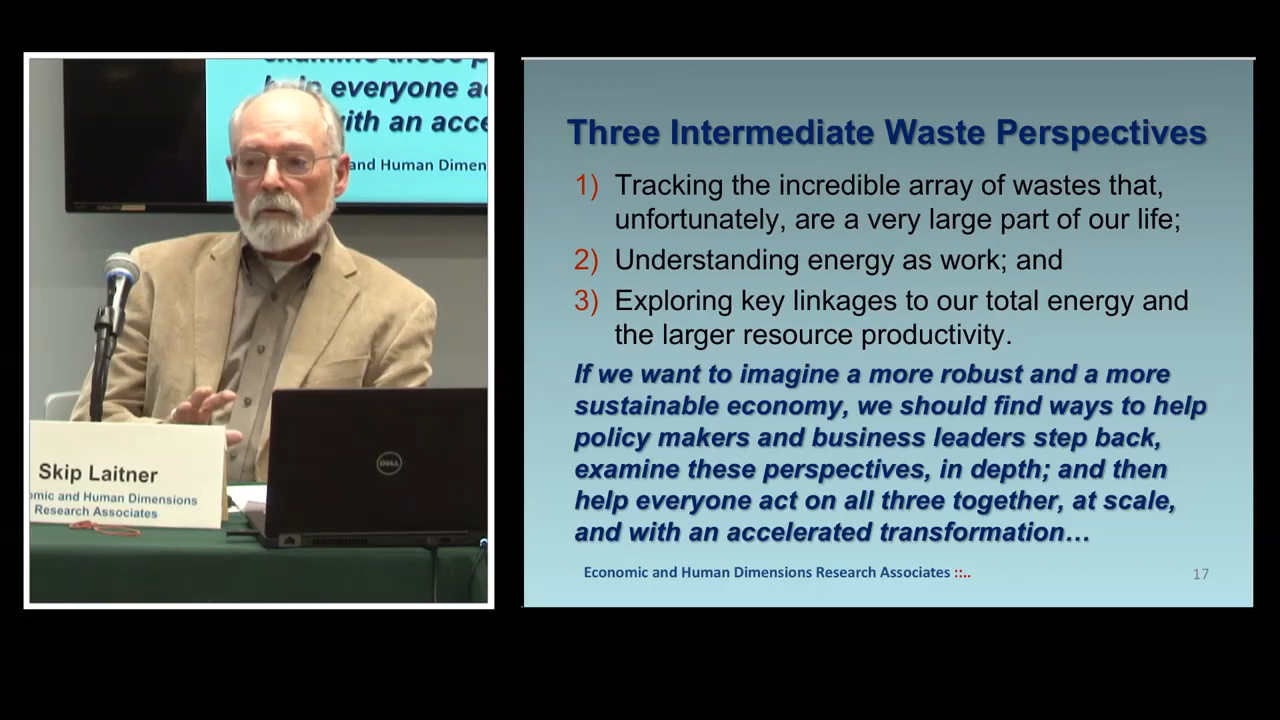 examine these p
help everyone a
ith an acce
and Human Dimen
Skip Laitner
omic and Human Dimensions
Research Associates
DELL
Three Intermediate Waste Perspectives
1) Tracking the incredible array of wastes that,
unfortunately, are a very large part of our life;
2) Understanding energy as work; and
3) Exploring key linkages to our total energy and
the larger resource productivity.
If we want to imagine a more robust and a more
sustainable economy, we should find ways to help
policy makers and business leaders step back,
examine these perspectives, in depth; and then
help everyone act on all three together, at scale,
and with an accelerated transformation…
Economic and Human Dimensions Research Associates ::..
17